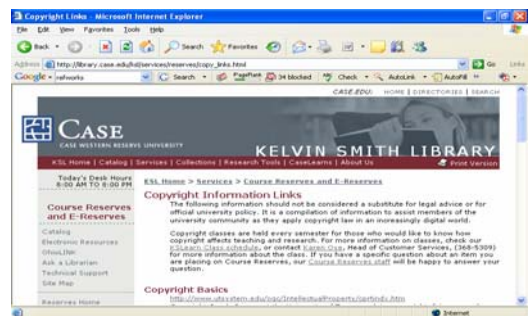 Copyright Links - Microsoft Internet Explorer
File Edit View Favorites Tools Help
Back Search Favorites
Address http://library.case.edu/ksl/services/reserves/copy_links.html Go Links
Google refworks Search PageRank 34 blocked Check AutoLink AutoFill
CASE.EDU: HOME | DIRECTORIES | SEARCH
CASE
CASE WESTERN RESERVE UNIVERSITY
KELVIN SMITH LIBRARY
KSL Home | Catalog | Services | Collections | Research Tools | CaseLearns | About Us Print Version
Today's Desk Hours
8:00 AM TO 8:00 PM
KSL Home > Services > Course Reserves and E-Reserves
Course Reserves
and E-Reserves
Catalog
Electronic Resources
OhioLINK
Ask a Librarian
Technical Support
Site Map
Reserves Home
Copyright Information Links
The following information should not be considered a substitute for legal advice or for
official university policy. It is a compilation of information to assist members of the
university community as they apply copyright law in an increasingly digital world.
Copyright classes are held every semester for those who would like to know how
copyright affects teaching and research. For more information on classes, check our
KSLearn Class schedule, or contact Karen Oye, Head of Customer Services, (368-5309)
for more information about the class. If you have a specific question about an item you
are placing on Course Reserves, our Course Reserves staff will be happy to answer your
question.
Copyright Basics
http://www.utsystem.edu/ogc/IntellectualProperty/cprtindx.htm
Internet